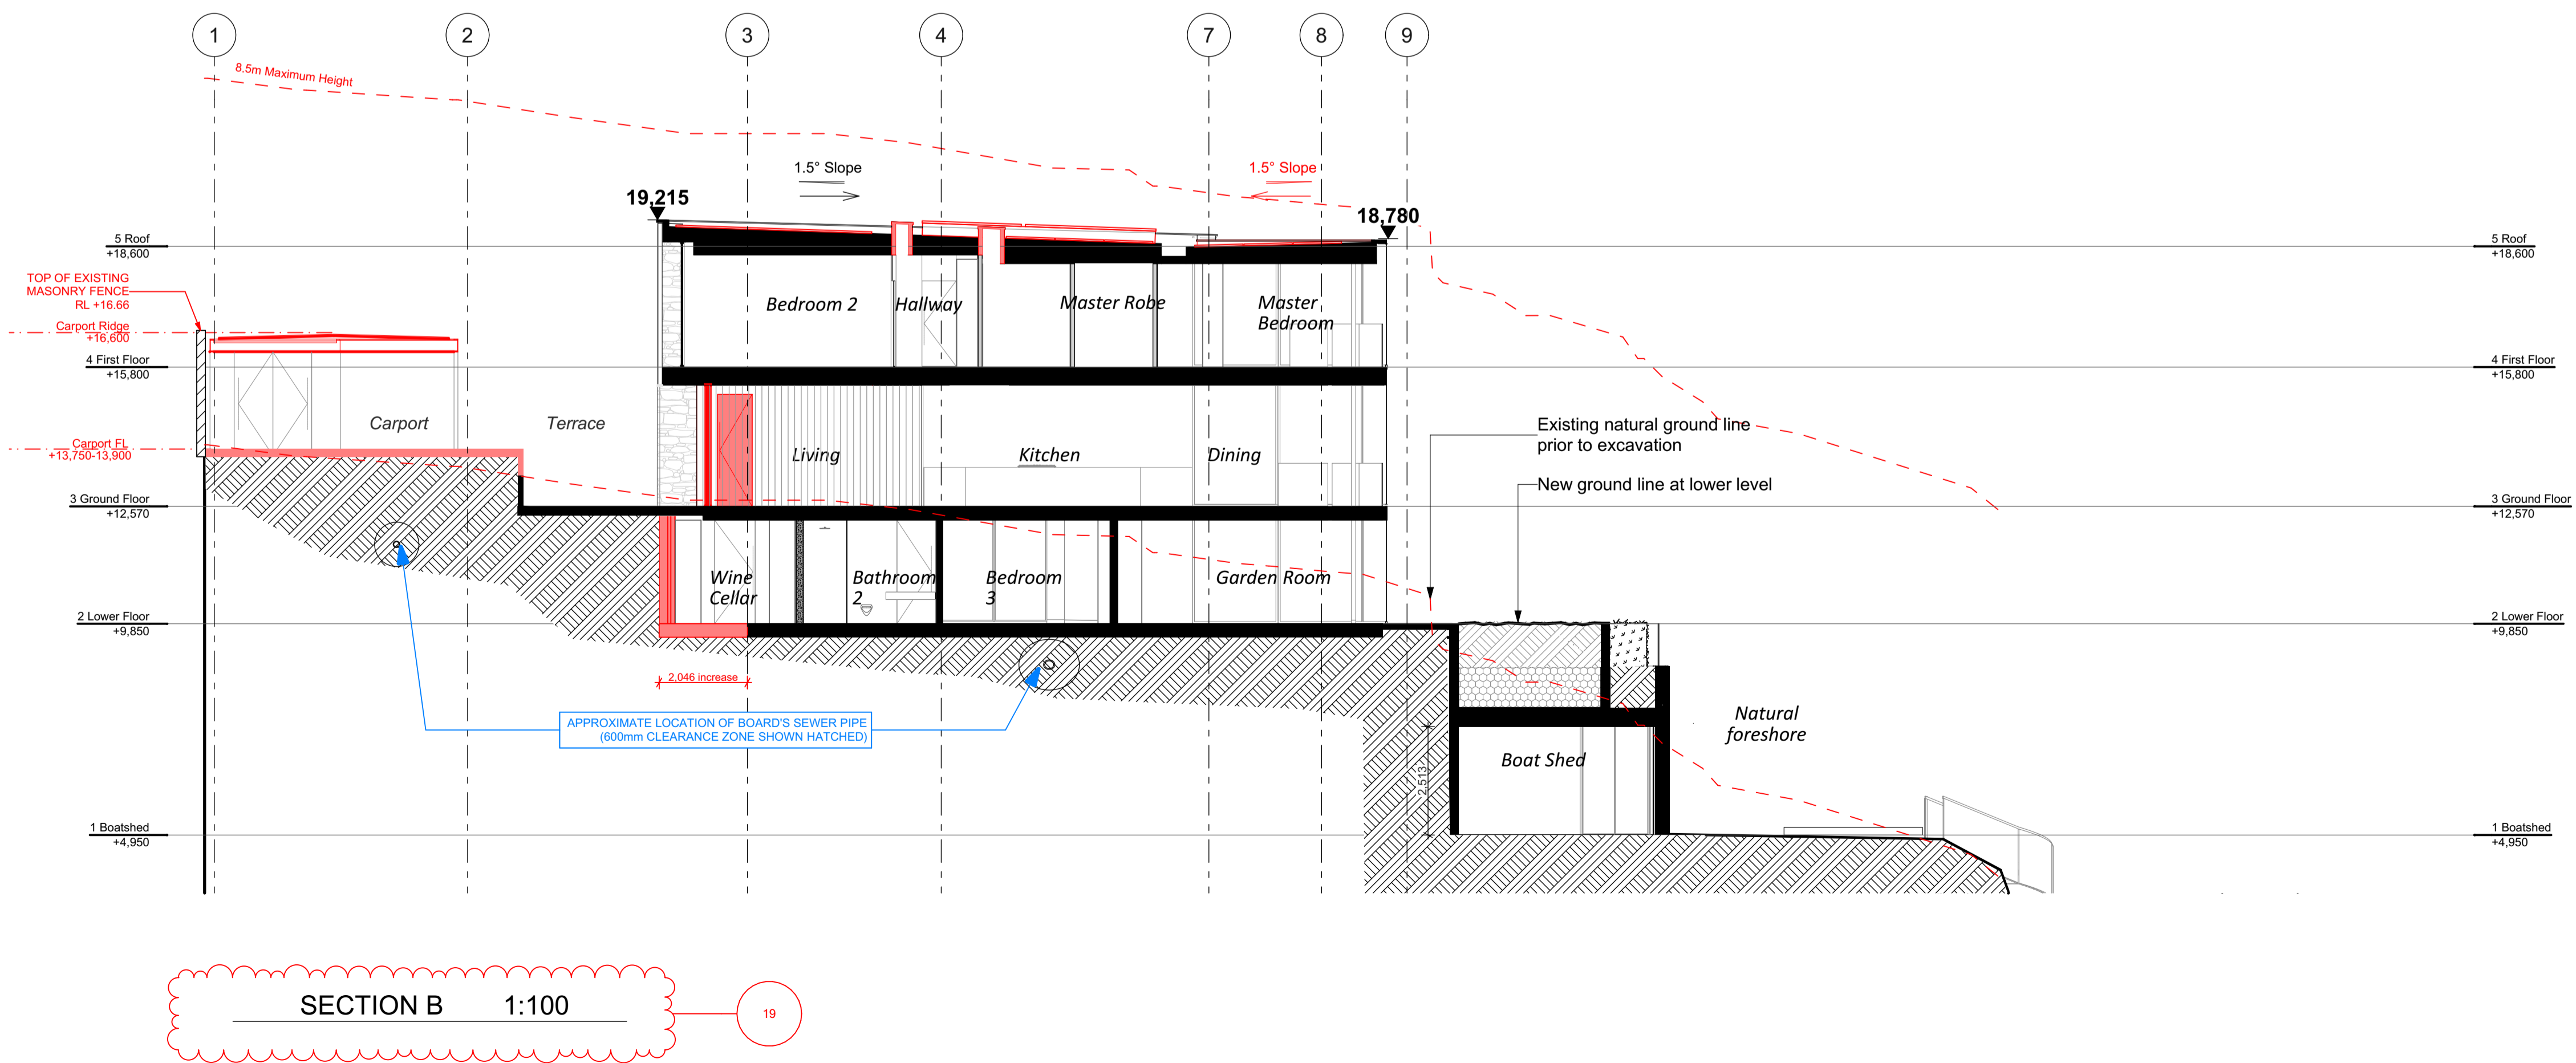 1
2
3
4
7
8
9
8.5m Maximum Height
1.5° Slope
1.5° Slope
19,215
18,780
5 Roof
+18,600
5 Roof
+18,600
TOP OF EXISTING
MASONRY FENCE
RL +16.66
Carport Ridge
+16,600
4 First Floor
+15,800
4 First Floor
+15,800
Bedroom 2
Hallway
Master Robe
Master
Bedroom
Carport
Terrace
Living
Kitchen
Dining
Carport FL
+13,750-13,900
Existing natural ground line
prior to excavation
New ground line at lower level
3 Ground Floor
+12,570
3 Ground Floor
+12,570
Wine
Cellar
Bathroom
2
Bedroom
3
Garden Room
2 Lower Floor
+9,850
2 Lower Floor
+9,850
2,046 increase
APPROXIMATE LOCATION OF BOARD'S SEWER PIPE
(600mm CLEARANCE ZONE SHOWN HATCHED)
Natural
foreshore
Boat Shed
2,513
1 Boatshed
+4,950
1 Boatshed
+4,950
SECTION B 1:100
19